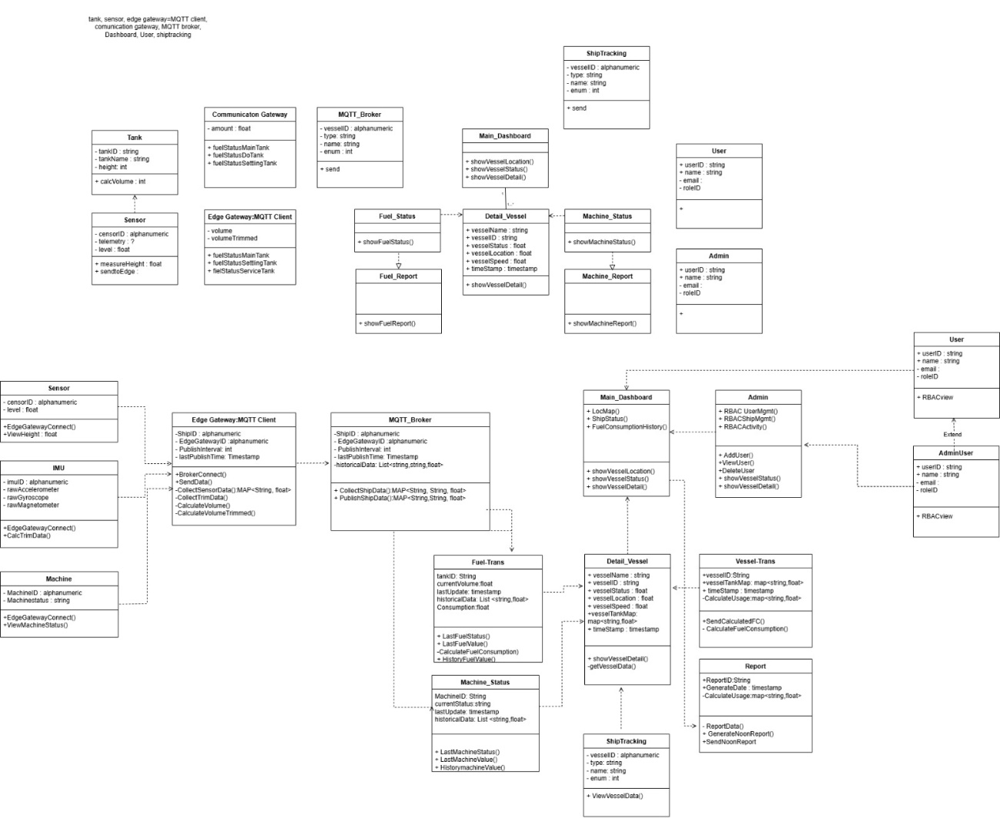 tank, sensor, edge gateway=MQTT client,
comunication gateway, MQTT broker,
Dashboard, User, shiptracking
ShipTracking
- vesselID : alphanumeric
- type: string
- name: string
- enum : int
+ send
Communicaton Gateway
- amount : float
+ fuelStatusMainTank
+ fuelStatusDoTank
+ fuelStatusSettlingTank
MQTT_Broker
- vesselID : alphanumeric
- type: string
- name: string
- enum : int
+ send
Tank
- tankID : string
- tankName : string
- height: int
+ calcVolume : int
Main_Dashboard
+ showVesselLocation()
+ showVesselStatus()
+ showVesselDetail()
1
1...*
User
+ userID : string
+ name : string
- email :
- roleID
+
Sensor
- censorID : alphanumeric
- telemetry : ?
- level : float
+ measureHeight : float
+ sendtoEdge :
Edge Gateway:MQTT Client
- volume
- volumeTrimmed
+ fuelStatusMainTank
+ fuelStatusSettlingTank
+ fielStatusServiceTank
Fuel_Status
+ showFuelStatus()
Detail_Vessel
+ vesselName : string
+ vesselID : string
+ vesselStatus : float
+ vesselLocation : float
+ vesselSpeed : float
+ timeStamp : timestamp
+ showVesselDetail()
Machine_Status
+ showMachineStatus()
Fuel_Report
+ showFuelReport()
Machine_Report
+ showMachineReport()
Admin
+ userID : string
+ name : string
- email :
- roleID
+
User
+ userID : string
+ name : string
- email :
- roleID
+ RBACview
Extend
AdminUser
+ userID : string
+ name : string
- email :
- roleID
+ RBACview
Sensor
- censorID : alphanumeric
- level : float
+EdgeGatewayConnect()
+ViewHeight : float
IMU
- imuID : alphanumeric
- rawAccelerometer
- rawGyroscope
- rawMagnetometer
+EdgeGatewayConnect()
+CalcTrimData()
Machine
- MachineID : alphanumeric
- Machinestatus : string
+EdgeGatewayConnect()
+ViewMachineStatus()
Edge Gateway:MQTT Client
-ShipID : alphanumeric
- EdgeGatewayID :alphanumeric
- PublishInterval: int
- lastPublishTime: Timestamp
+BrokerConnect()
+SendData()
-CollectSensorData():MAP<String, float>
-CollectTrimData()
-CalculateVolume()
-CalculateVolumeTrimmed()
MQTT_Broker
-ShipID : alphanumeric
- EdgeGatewayID :alphanumeric
- PublishInterval: int
- lastPublishTime: Timestamp
-historicalData: List<string,string,float>
+ CollectShipData():MAP<String, String, float>
+ PublishShipData():MAP<String,String, float>
Main_Dashboard
+ LocMap()
+ ShipStatus()
+ FuelConsumptionHistory()
+ showVesselLocation()
+ showVesselStatus()
+ showVesselDetail()
Admin
+ RBAC UserMgmt()
+ RBACShipMgmt()
+ RBACActivity()
+ AddUser()
+ViewUser()
+DeleteUser
+ showVesselStatus()
+ showVesselDetail()
Fuel-Trans
tankID: String
currentVolume:float
lastUpdate: timestamp
historicalData: List <string,float>
Consumption:float
+ LastFuelStatus()
+ LastFuelValue()
-CalculateFuelConsumption)
+ HistoryFuelValue()
Detail_Vessel
+ vesselName : string
+ vesselID : string
+ vesselStatus : float
+ vesselLocation : float
+ vesselSpeed : float
+vesselTankMap:
map<string,float>
+ timeStamp : timestamp
+ showVesselDetail()
-getVesselData()
Vessel-Trans
+vesselID:String
+vesselTankMap: map<string,float>
+ timeStamp : timestamp
-CalculateUsage:map<string,float>
+SendCalculatedFC()
- CalculateFuelConsumption()
Report
+ReportID:String
+GenerateDate : timestamp
-CalculateUsage:map<string,float>
- ReportData()
+ GenerateNoonReport()
+SendNoonReport
Machine_Status
MachineID: String
currentStatus:string
lastUpdate: timestamp
historicalData: List <string,float>
+ LastMachineStatus()
+ LastMachineValue()
+ HistorymachineValue()
ShipTracking
- vesselID : alphanumeric
- type: string
- name: string
- enum : int
+ ViewVesselData()